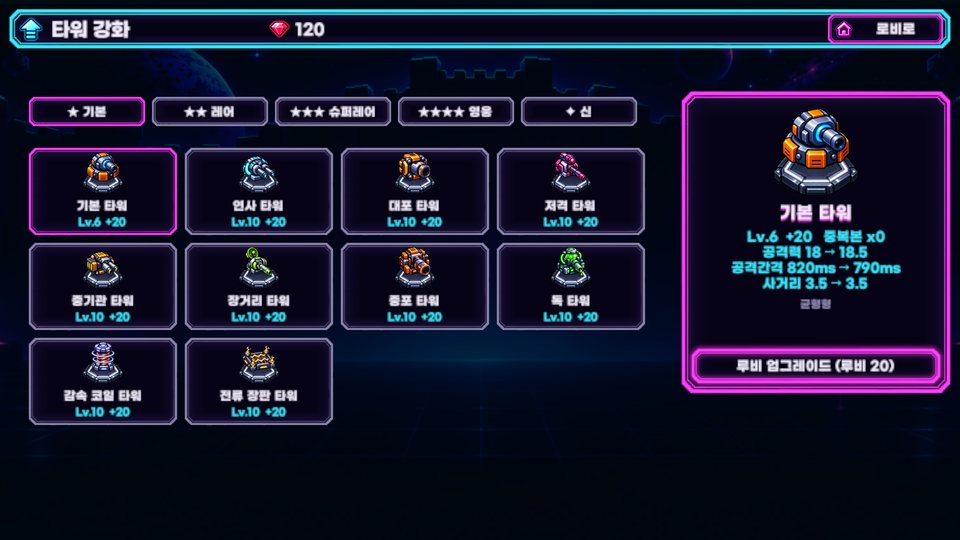 타워 강화
120
로비로
★ 기본
★★ 레어
★★★ 슈퍼레어
★★★★ 영웅
✦ 신
기본 타워
Lv.6 +20
연사 타워
Lv.10 +20
대포 타워
Lv.10 +20
저격 타워
Lv.10 +20
중기관 타워
Lv.10 +20
장거리 타워
Lv.10 +20
중포 타워
Lv.10 +20
독 타워
Lv.10 +20
감속 코일 타워
Lv.10 +20
전류 장판 타워
Lv.10 +20
기본 타워
Lv.6 +20 중복본 x0
공격력 18 → 18.5
공격간격 820ms → 790ms
사거리 3.5 → 3.5
균형형
루비 업그레이드 (루비 20)